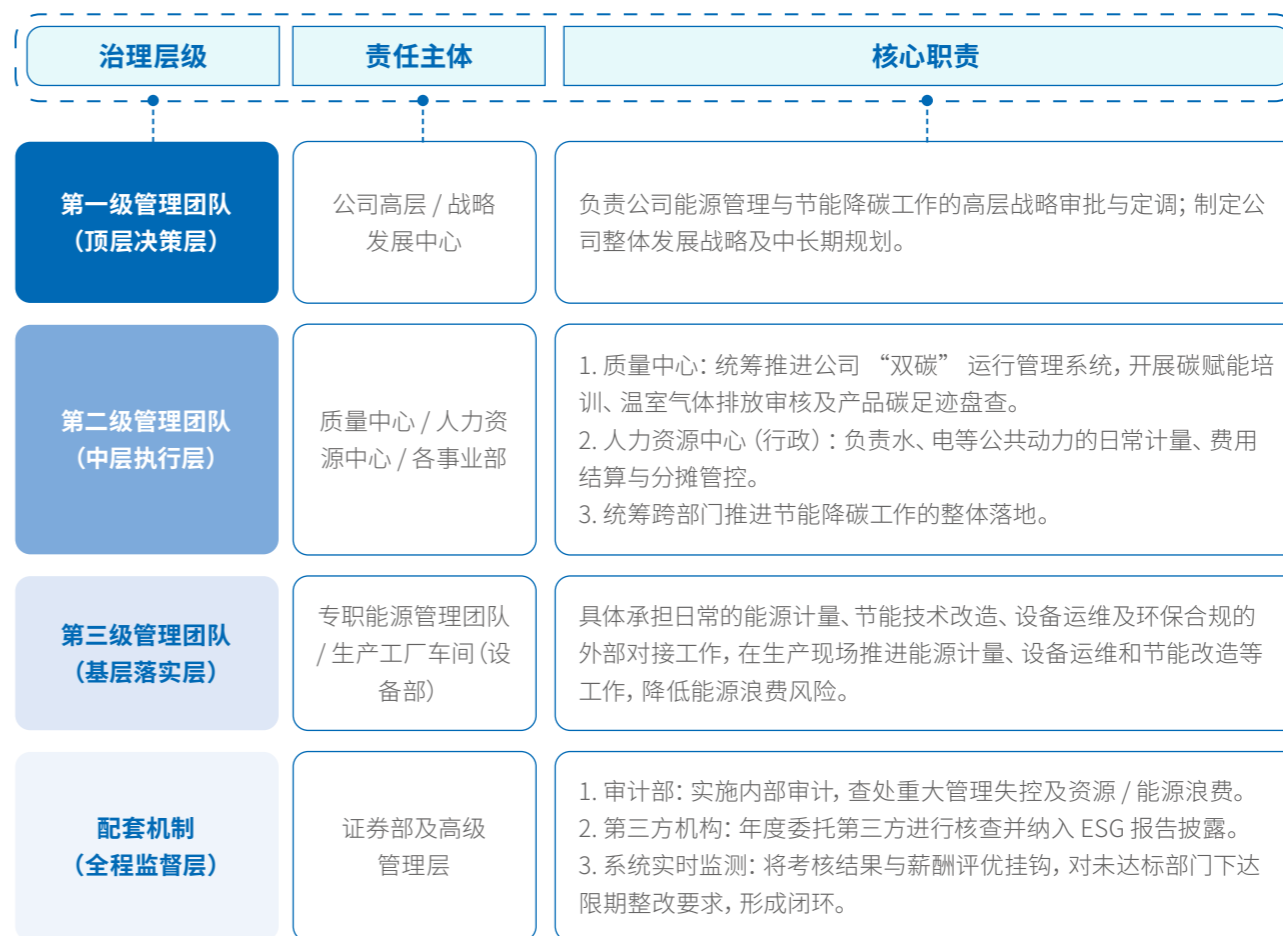 治理层级
责任主体
核心职责
第一级管理团队
（顶层决策层）
公司高层 / 战略
发展中心
负责公司能源管理与节能降碳工作的高层战略审批与定调；制定公
司整体发展战略及中长期规划。
第二级管理团队
（中层执行层）
质量中心 / 人力资
源中心 / 各事业部
1. 质量中心：统筹推进公司 “双碳” 运行管理系统，开展碳赋能培
训、温室气体排放审核及产品碳足迹盘查。
2. 人力资源中心（行政）：负责水、电等公共动力的日常计量、费用
结算与分摊管控。
3. 统筹跨部门推进节能降碳工作的整体落地。
第三级管理团队
（基层落实层）
专职能源管理团队
/ 生产工厂车间（设
备部）
具体承担日常的能源计量、节能技术改造、设备运维及环保合规的
外部对接工作，在生产现场推进能源计量、设备运维和节能改造等
工作，降低能源浪费风险。
配套机制
（全程监督层）
证券部及高级
管理层
1. 审计部：实施内部审计，查处重大管理失控及资源 / 能源浪费。
2. 第三方机构：年度委托第三方进行核查并纳入 ESG 报告披露。
3. 系统实时监测：将考核结果与薪酬评优挂钩，对未达标部门下达
限期整改要求，形成闭环。